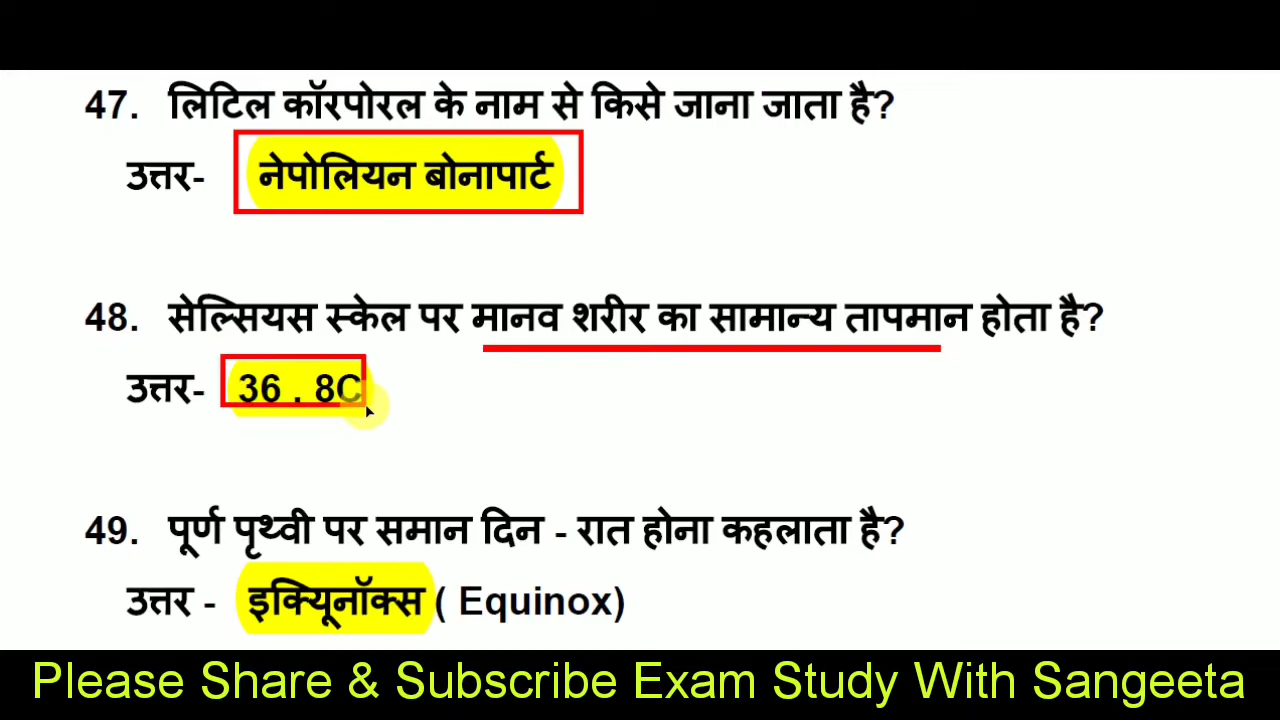 47. लिटिल कॉरपोरल के नाम से किसे जाना जाता है?
उत्तर- नेपोलियन बोनापार्ट
48. सेल्सियस स्केल पर मानव शरीर का सामान्य तापमान होता है?
उत्तर- 36 . 8C
49. पूर्ण पृथ्वी पर समान दिन - रात होना कहलाता है?
उत्तर - इक्यिूनॉक्स ( Equinox)
Please Share & Subscribe Exam Study With Sangeeta